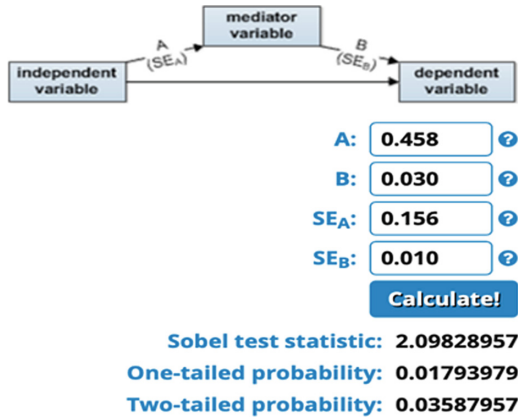 mediator
variable
A
(SEA)
B
(SEB)
independent
variable
dependent
variable
A: 0.458 ?
B: 0.030 ?
SEA: 0.156 ?
SEB: 0.010 ?
Calculate!
Sobel test statistic: 2.09828957
One-tailed probability: 0.01793979
Two-tailed probability: 0.03587957